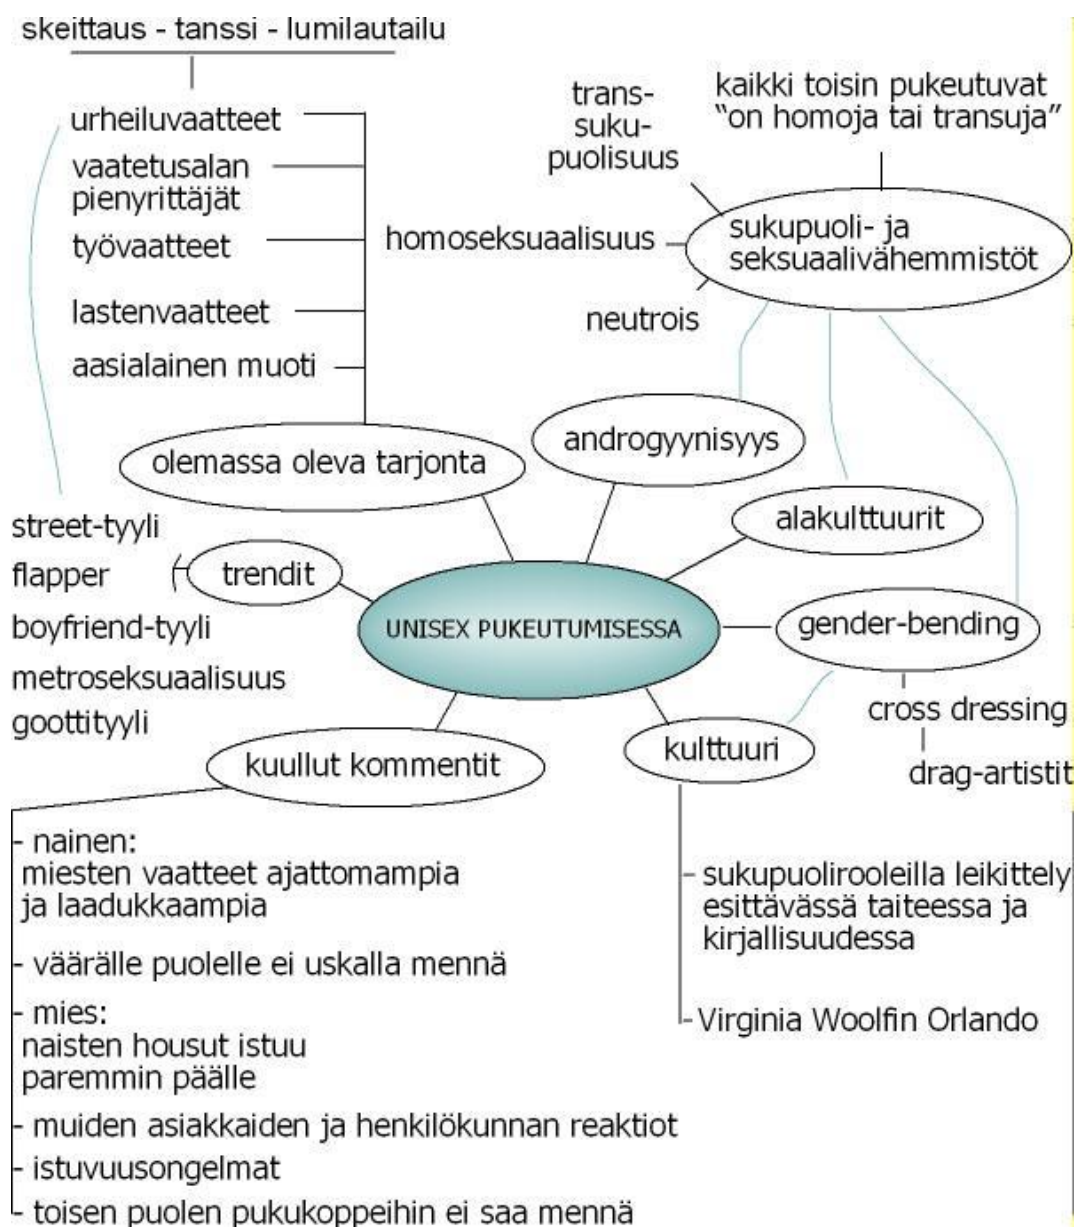 skeittaus - tanssi - lumilautailu
urheiluvaatteet
vaatetusalan
pienyrittäjät
työvaatteet
lastenvaatteet
aasialainen muoti
olemassa oleva tarjonta
trans-
suku-
puolisuus
kaikki toisin pukeutuvat
“on homoja tai transuja”
homoseksuaalisuus
sukupuoli- ja
seksuaalivähemmistöt
neutrois
androgyynisyys
alakulttuurit
street-tyyli
flapper
trendit
boyfriend-tyyli
metroseksuaalisuus
goottityyli
UNISEX PUKEUTUMISESSA
gender-bending
cross dressing
drag-artistit
kulttuuri
- sukupuolirooleilla leikittely
esittävässä taiteessa ja
kirjallisuudessa
- Virginia Woolfin Orlando
kuullut kommentit
- nainen:
miesten vaatteet ajattomampia
ja laadukkaampia
- väärälle puolelle ei uskalla mennä
- mies:
naisten housut istuu
paremmin päälle
- muiden asiakkaiden ja henkilökunnan reaktiot
- istuvuusongelmat
- toisen puolen pukukoppeihin ei saa mennä